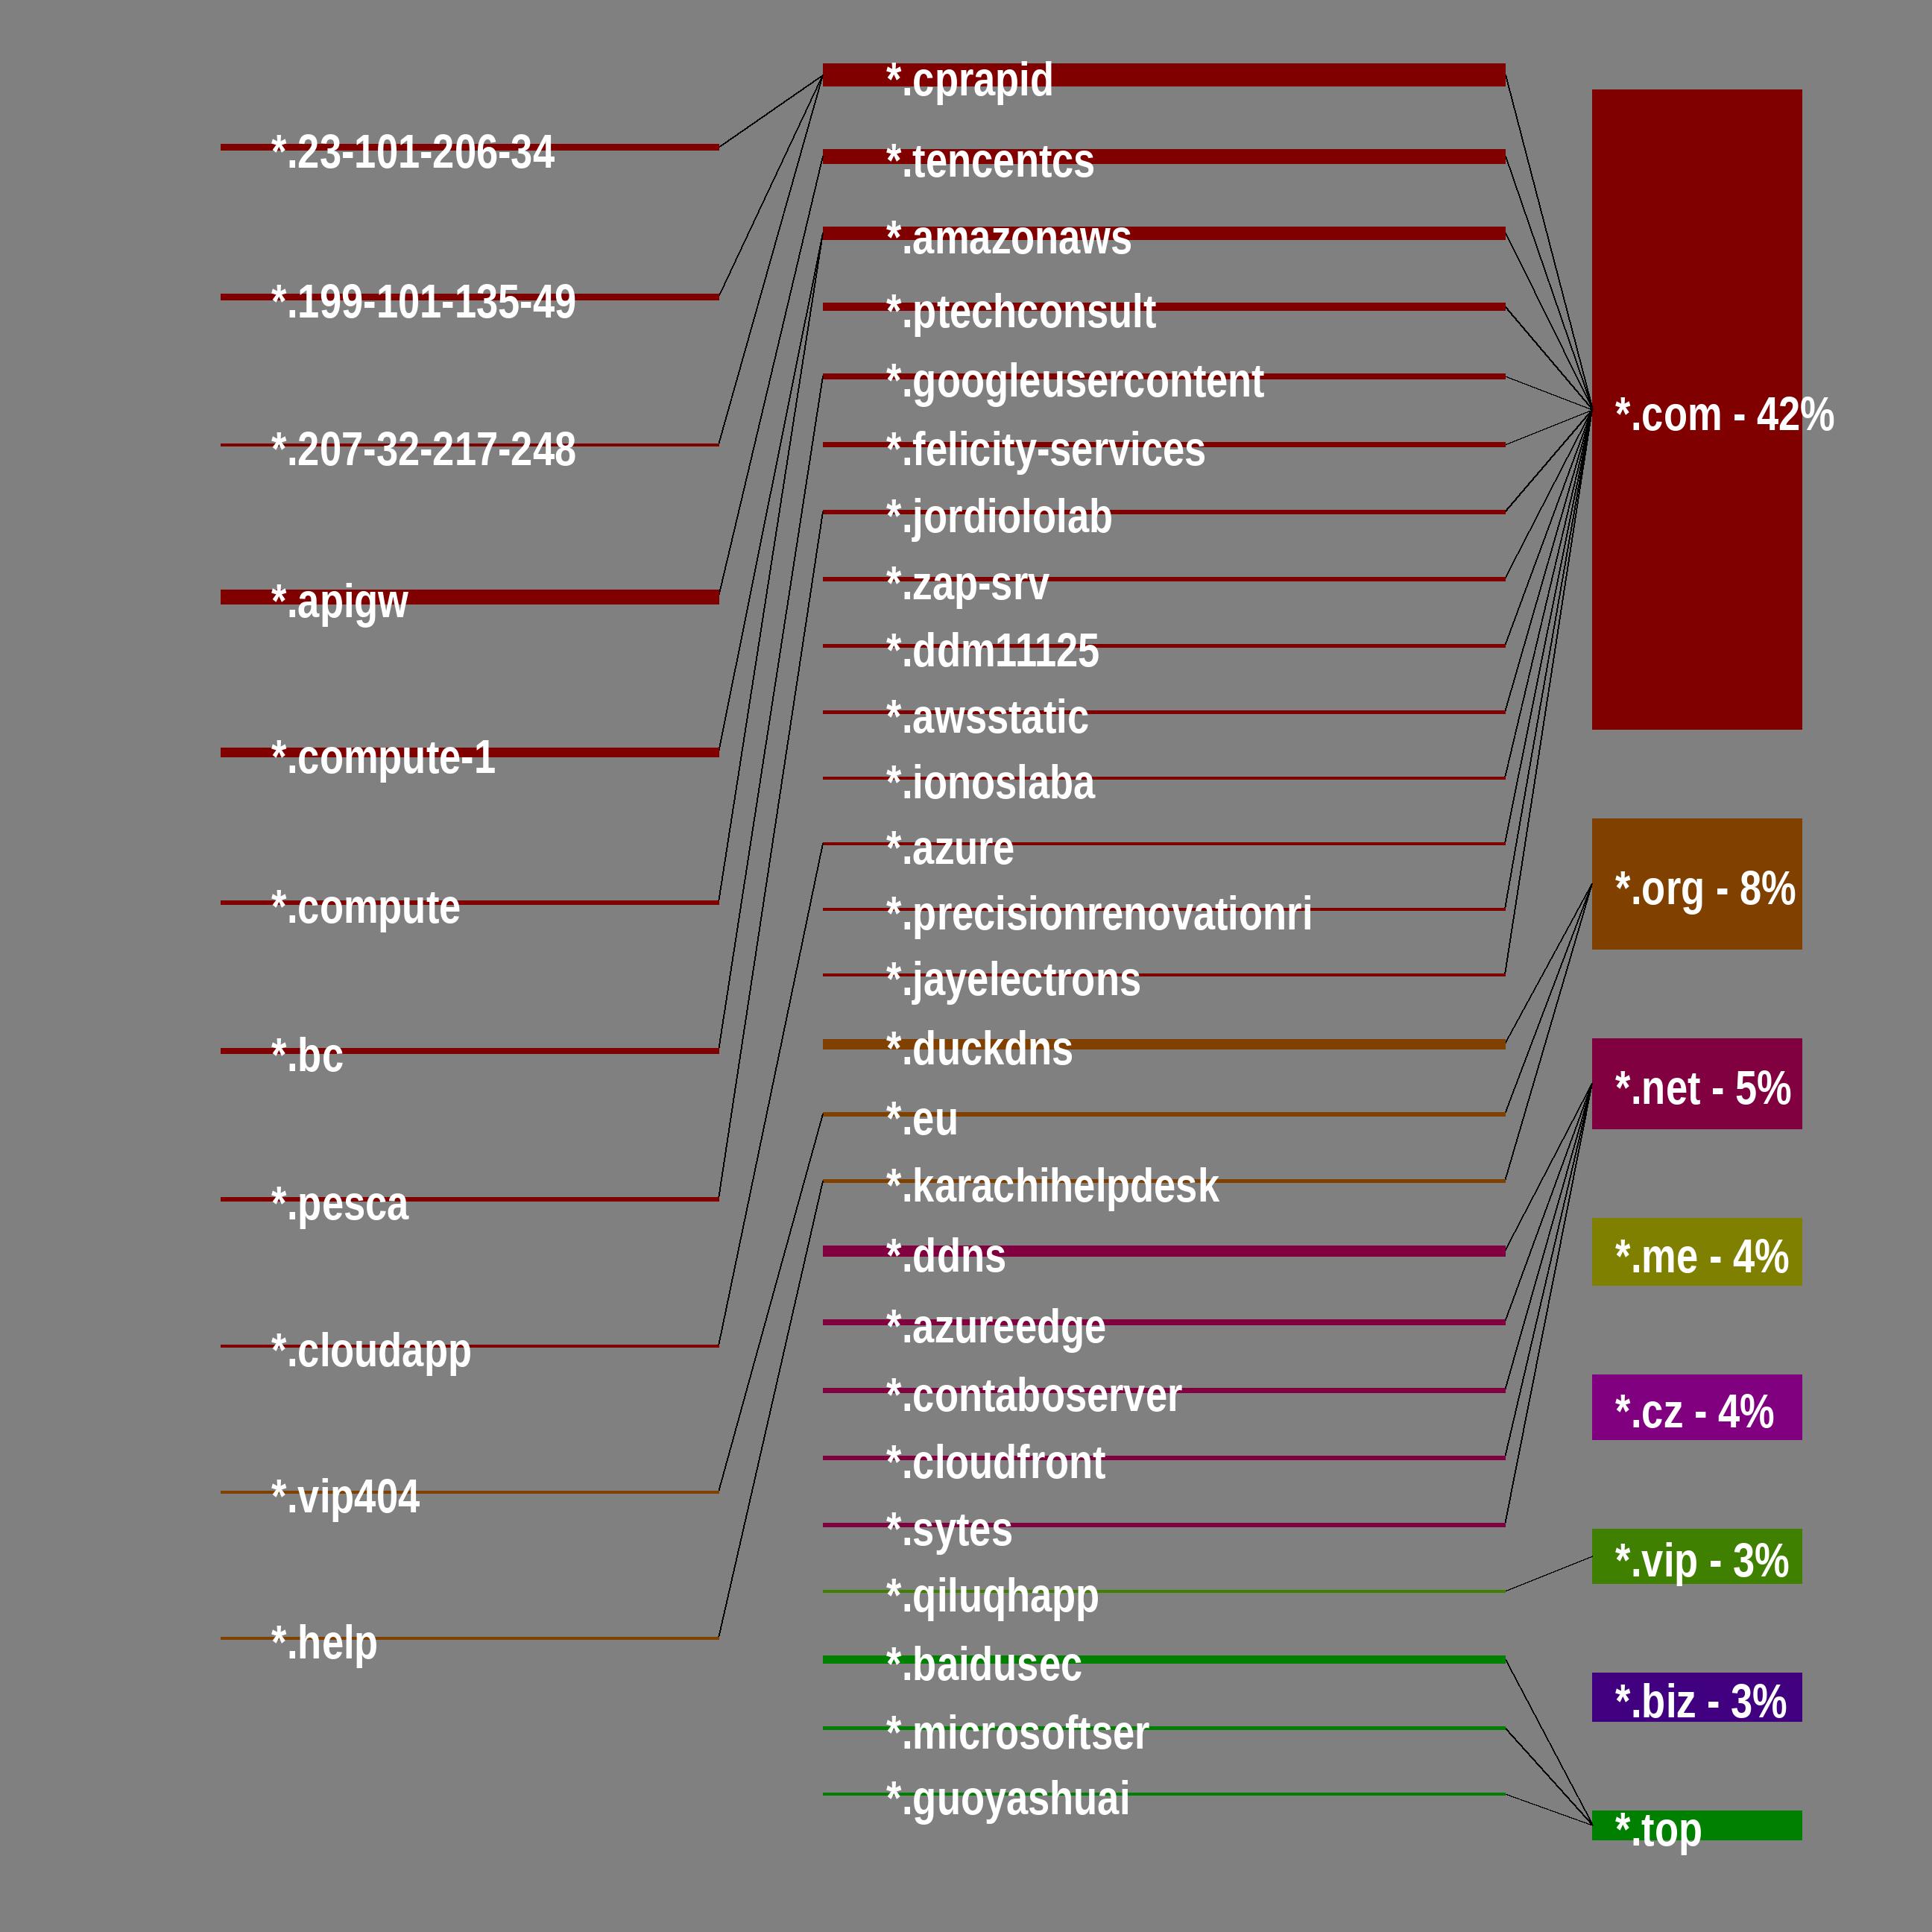 *.23-101-206-34
*.199-101-135-49
*.207-32-217-248
*.apigw
*.compute-1
*.compute
*.bc
*.pesca
*.cloudapp
*.vip404
*.help
*.cprapid
*.tencentcs
*.amazonaws
*.ptechconsult
*.googleusercontent
*.felicity-services
*.jordiololab
*.zap-srv
*.ddm11125
*.awsstatic
*.ionoslaba
*.azure
*.precisionrenovationri
*.jayelectrons
*.duckdns
*.eu
*.karachihelpdesk
*.ddns
*.azureedge
*.contaboserver
*.cloudfront
*.sytes
*.qiluqhapp
*.baidusec
*.microsoftser
*.guoyashuai
*.com - 42%
*.org - 8%
*.net - 5%
*.me - 4%
*.cz - 4%
*.vip - 3%
*.biz - 3%
*.top